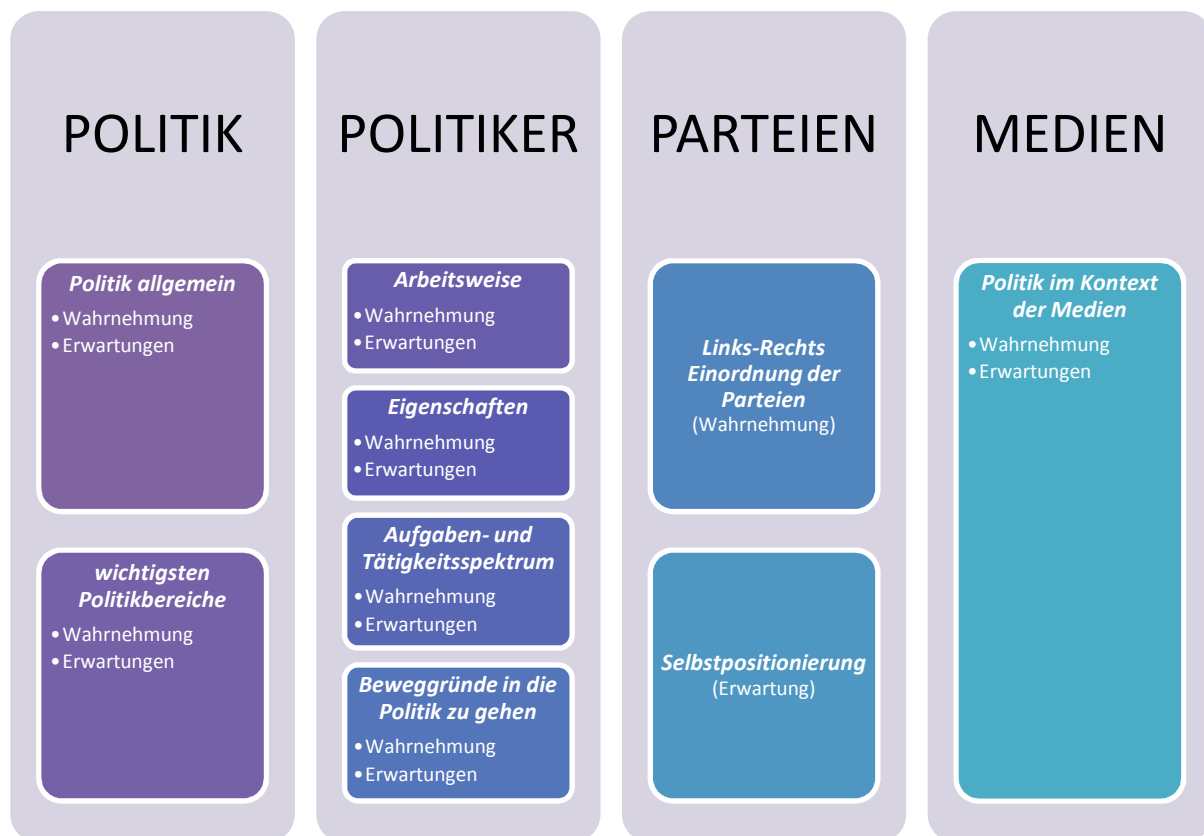 POLITIK
Politik allgemein
• Wahrnehmung
• Erwartungen
wichtigsten
Politikbereiche
• Wahrnehmung
• Erwartungen
POLITIKER
Arbeitsweise
• Wahrnehmung
• Erwartungen
Eigenschaften
• Wahrnehmung
• Erwartungen
Aufgaben- und
Tätigkeitsspektrum
• Wahrnehmung
• Erwartungen
Beweggründe in die
Politik zu gehen
• Wahrnehmung
• Erwartungen
PARTEIEN
Links-Rechts
Einordnung der
Parteien
(Wahrnehmung)
Selbstpositionierung
(Erwartung)
MEDIEN
Politik im Kontext
der Medien
• Wahrnehmung
• Erwartungen